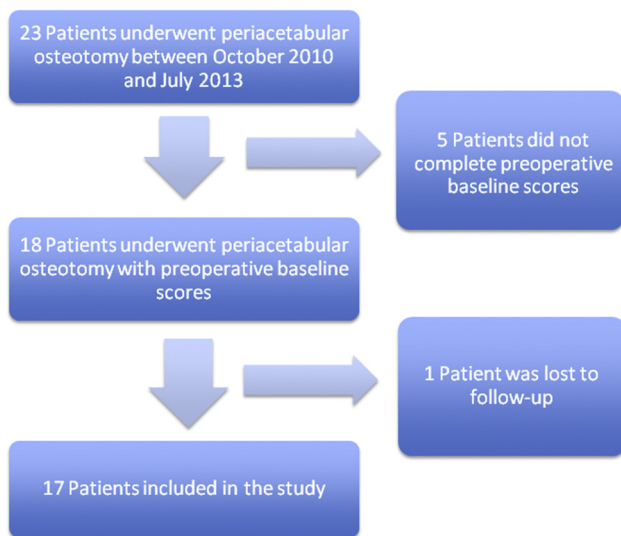 23 Patients underwent periacetabular
osteotomy between October 2010
and July 2013
5 Patients did not
complete preoperative
baseline scores
18 Patients underwent periacetabular
osteotomy with preoperative baseline
scores
1 Patient was lost to
follow-up
17 Patients included in the study